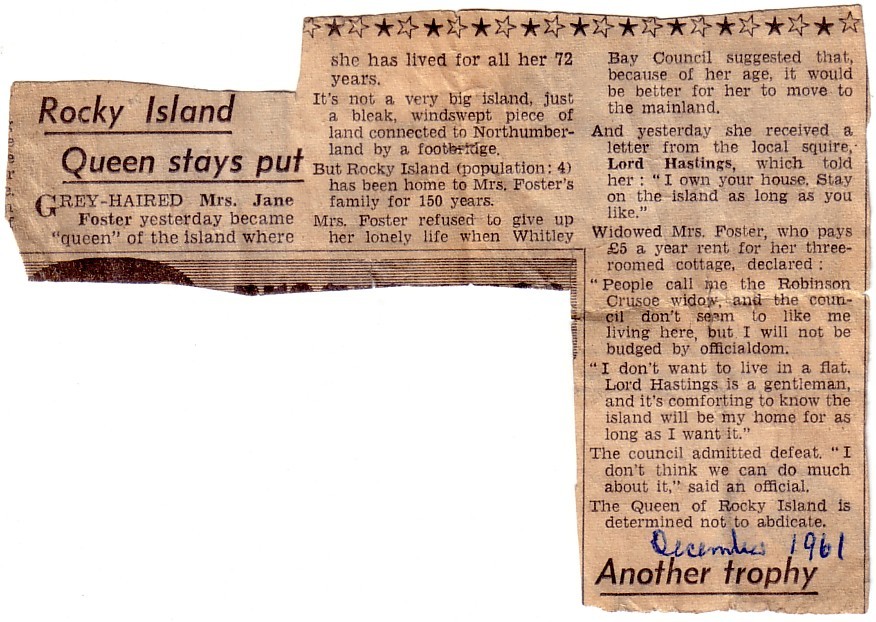 Rocky Island
Queen stays put
GREY-HAIRED Mrs. Jane
Foster yesterday became
"queen" of the island where
she has lived for all her 72
years.
It's not a very big island, just
a bleak, windswept piece of
land connected to Northumber-
land by a footbridge.
But Rocky Island (population: 4)
has been home to Mrs. Foster's
family for 150 years.
Mrs. Foster refused to give up
her lonely life when Whitley
Bay Council suggested that,
because of her age, it would
be better for her to move to
the mainland.
And yesterday she received a
letter from the local squire,
Lord Hastings, which told
her: "I own your house. Stay
on the island as long as you
like."
Widowed Mrs. Foster, who pays
£5 a year rent for her three-
roomed cottage, declared:
"People call me the Robinson
Crusoe widow, and the coun-
cil don't seem to like me
living here, but I will not be
budged by officialdom.
"I don't want to live in a flat.
Lord Hastings is a gentleman,
and it's comforting to know the
island will be my home for as
long as I want it."
The council admitted defeat. "I
don't think we can do much
about it," said an official.
The Queen of Rocky Island is
determined not to abdicate.
December 1961
Another trophy